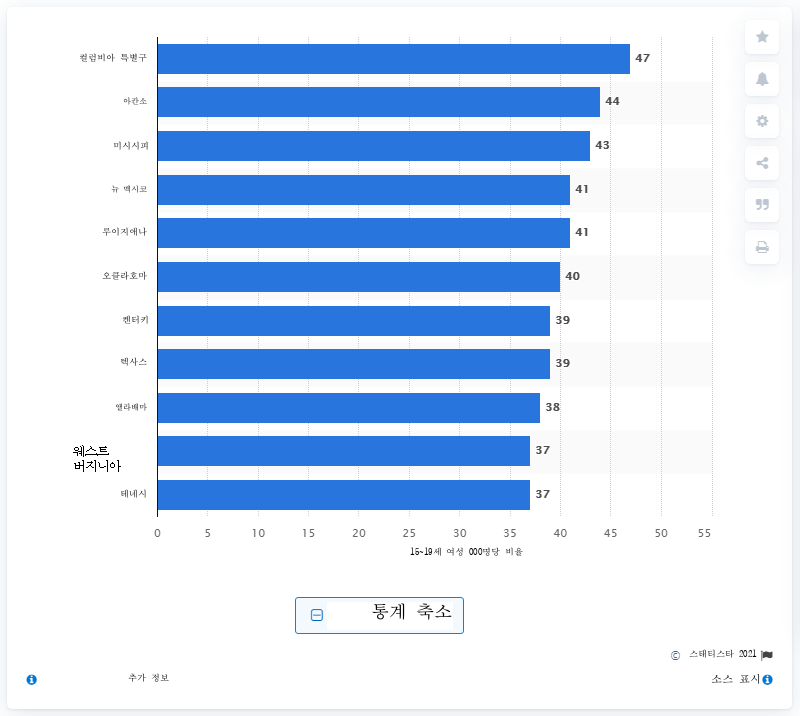 컬럼비아 특별구
47
아칸소
44
미시시피
43
뉴 멕시코
41
루이지애나
41
오클라호마
40
켄터키
39
텍사스
39
앨라배마
38
웨스트
버지니아
37
테네시
37
0 5 10 15 20 25 30 35 40 45 50 55
15~19세 여성 000명당 비율
통계 축소
© 스태티스타 2021
추가 정보
소스 표시